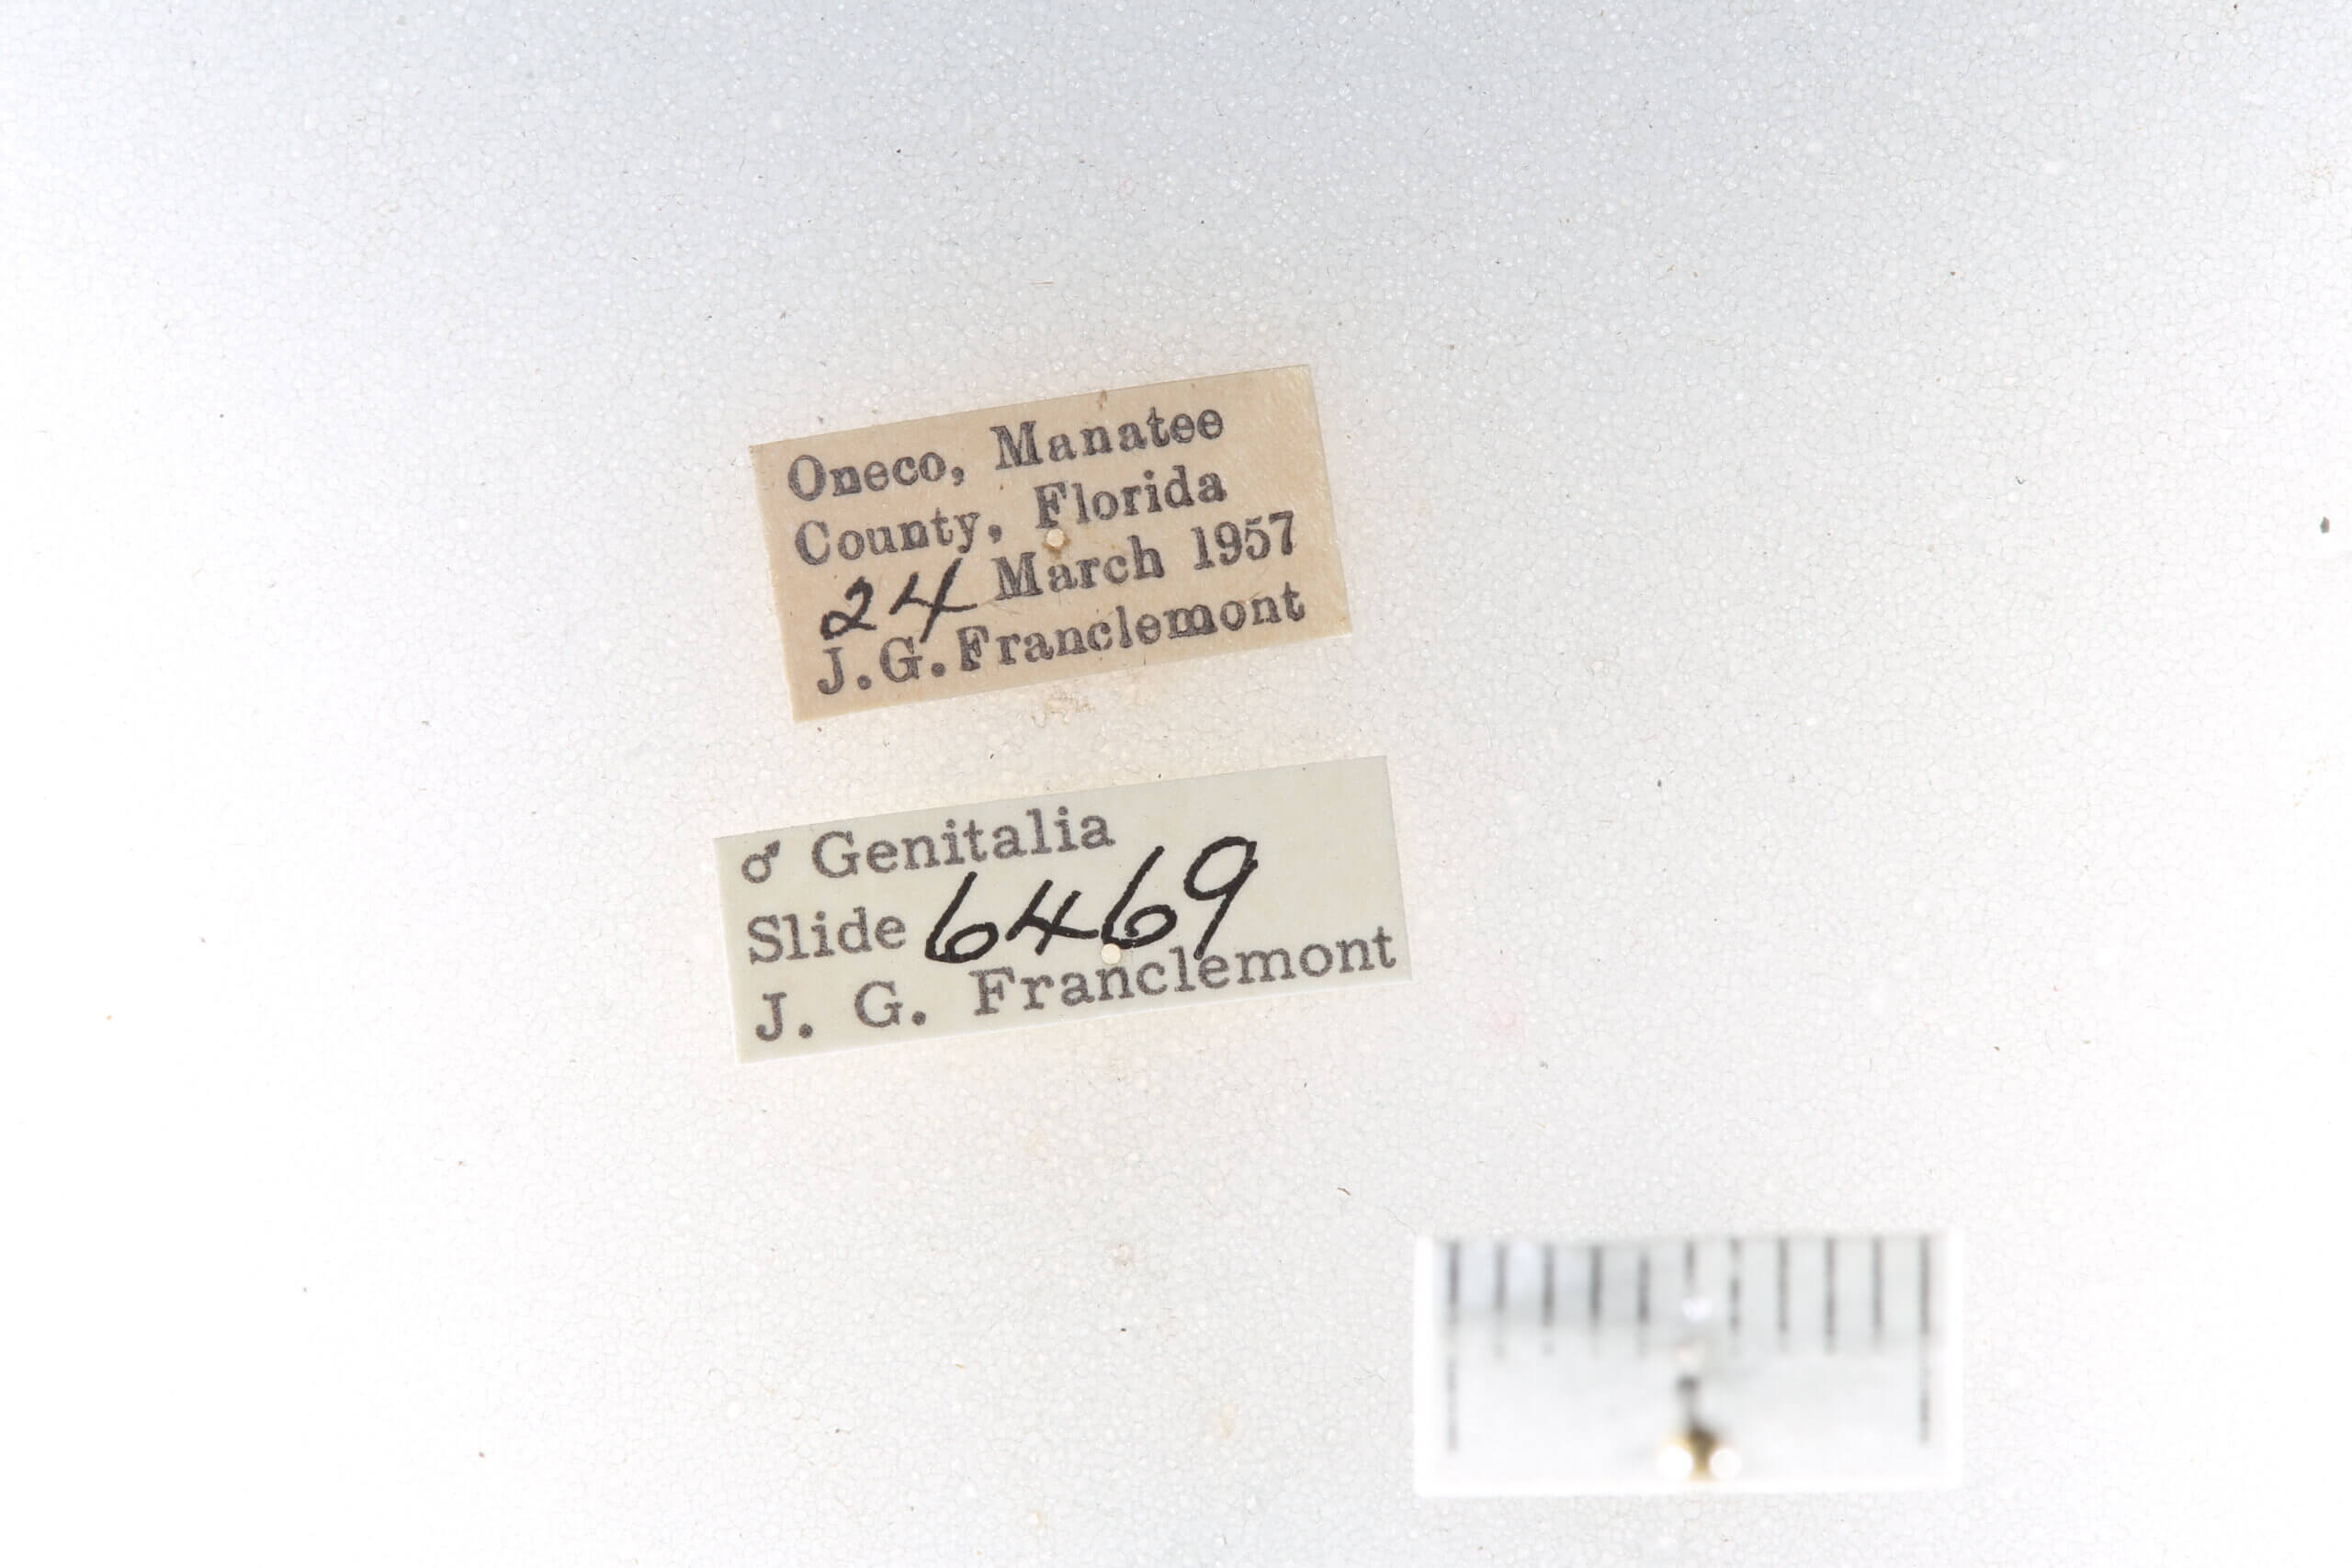 Oneco, Manatee
County, Florida
24 March 1957
J.G.Franclemont
♂ Genitalia
Slide 6469
J. G. Franclemont